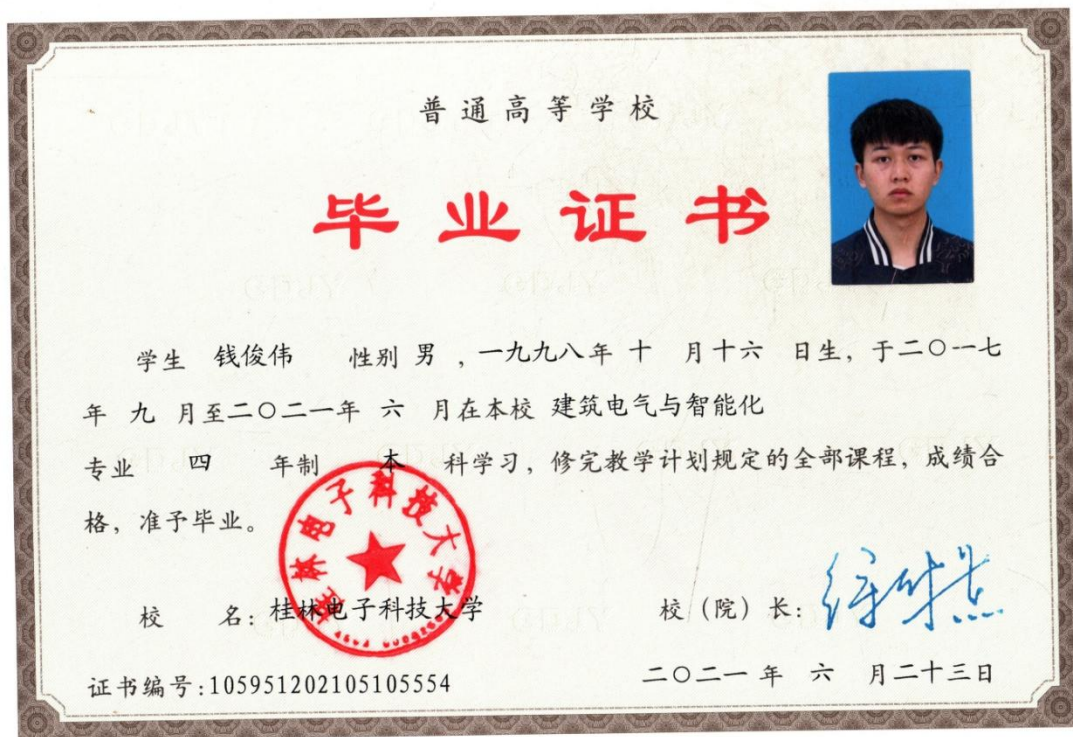 普通高等学校
毕业证书
学生 钱俊伟 性别 男 ，一九九八年 十 月十六 日生，于二〇一七
年 九 月至二〇二一年 六 月在本校 建筑电气与智能化
专业 四 年制 本 科学习，修完教学计划规定的全部课程，成绩合
格，准予毕业。
桂林电子科技大学
校 名：桂林电子科技大学 校（院）长：
证书编号:105951202105105554 二〇二一 年 六 月二十三日